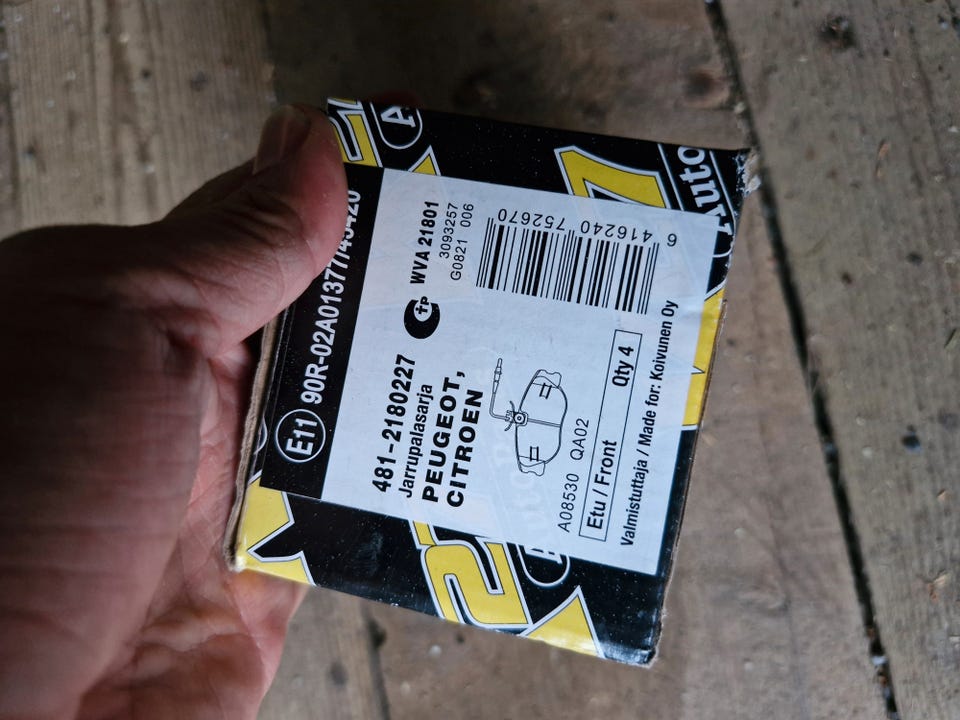 E11 90R-02A01377/
481-2180227
Jarrupalasarja
PEUGEOT,
CITROEN
WVA 21801
3093257
G0821 006
6 416240 752670
A08530 QA02
Etu / Front Qty 4
Valmistuttaja / Made for: Koivunen Oy
Auto